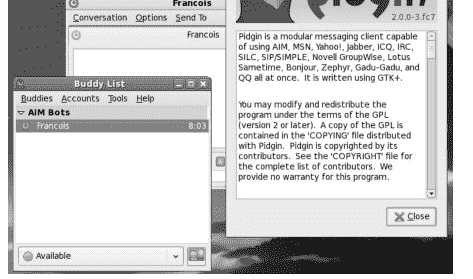 Francois
Conversation Options Send To
Francois
Buddy List
Buddies Accounts Tools Help
AIM Bots
Francois 8:03
Available
2.0.0-3.fc7
Pidgin is a modular messaging client capable
of using AIM, MSN, Yahoo!, Jabber, ICQ, IRC,
SILC, SIP/SIMPLE, Novell GroupWise, Lotus
Sametime, Bonjour, Zephyr, Gadu-Gadu, and
QQ all at once. It is written using GTK+.
You may modify and redistribute the
program under the terms of the GPL
(version 2 or later). A copy of the GPL is
contained in the 'COPYING' file distributed
with Pidgin. Pidgin is copyrighted by its
contributors. See the 'COPYRIGHT' file for
the complete list of contributors. We
provide no warranty for this program.
Close